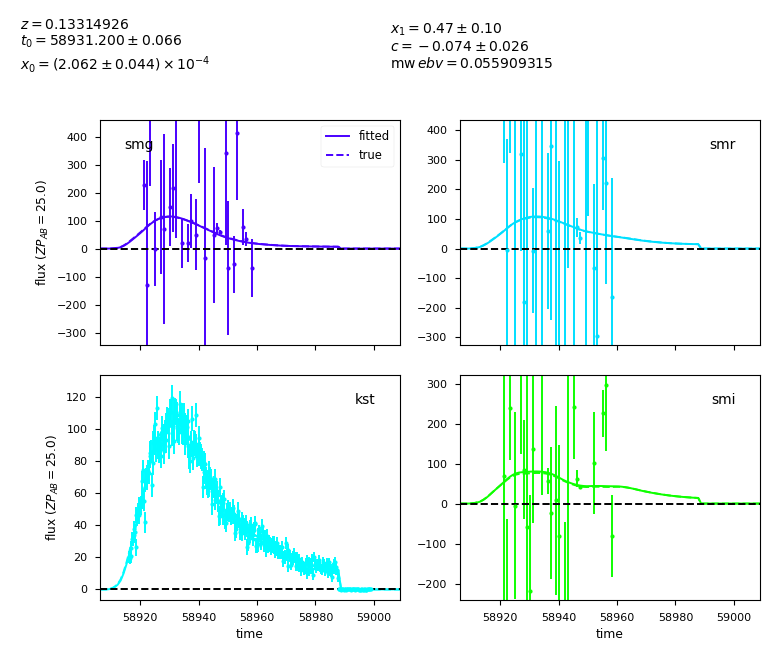 z = 0.13314926
t₀ = 58931.200 ± 0.066
x₀ = (2.062 ± 0.044) × 10⁻⁴
x₁ = 0.47 ± 0.10
c = −0.074 ± 0.026
mw ebv = 0.055909315
smg
fitted
true
400
300
200
100
0
−100
−200
−300
flux (ZP_AB = 25.0)
smr
400
300
200
100
0
−100
−200
−300
kst
120
100
80
60
40
20
0
flux (ZP_AB = 25.0)
58920 58940 58960 58980 59000
time
smi
300
200
100
0
−100
−200
58920 58940 58960 58980 59000
time